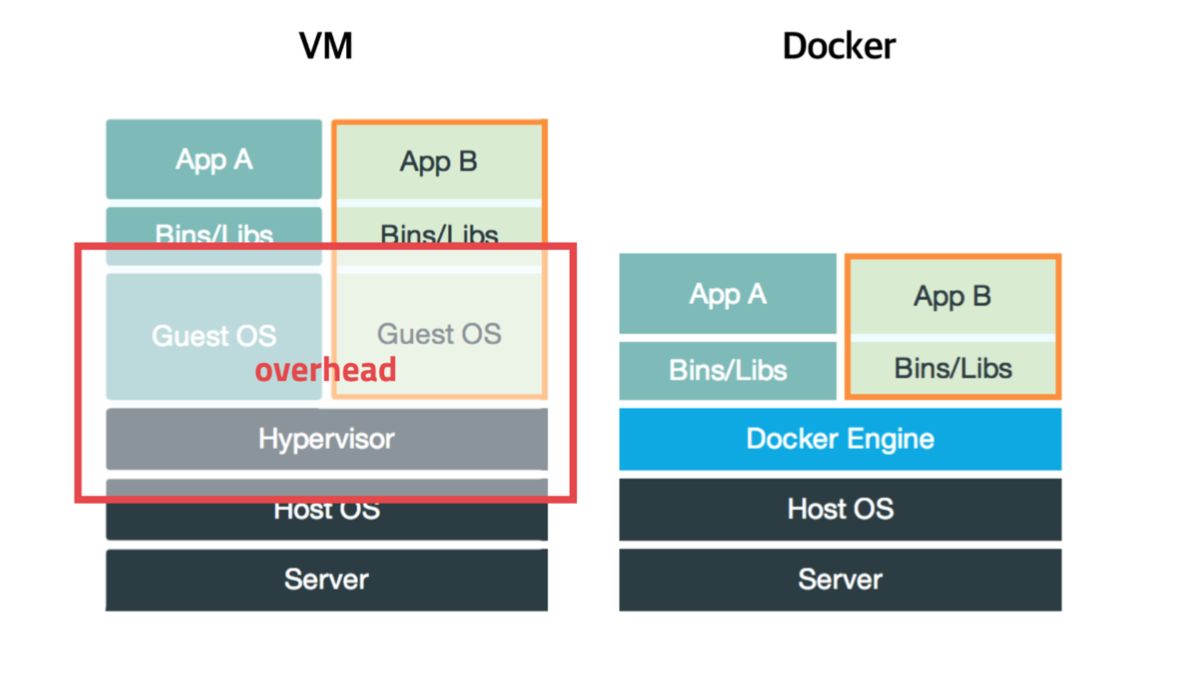 VM
App A
App B
Bins/Libs
Bins/Libs
Guest OS
Guest OS
overhead
Hypervisor
Host OS
Server
Docker
App A
App B
Bins/Libs
Bins/Libs
Docker Engine
Host OS
Server